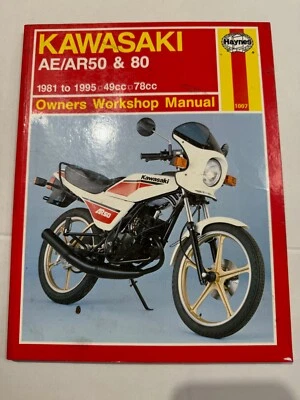 KAWASAKI
Haynes
AE/AR50 & 80
1981 to 1995 □ 49cc □ 78cc
Owners Workshop Manual
1007
Kawasaki
AR50